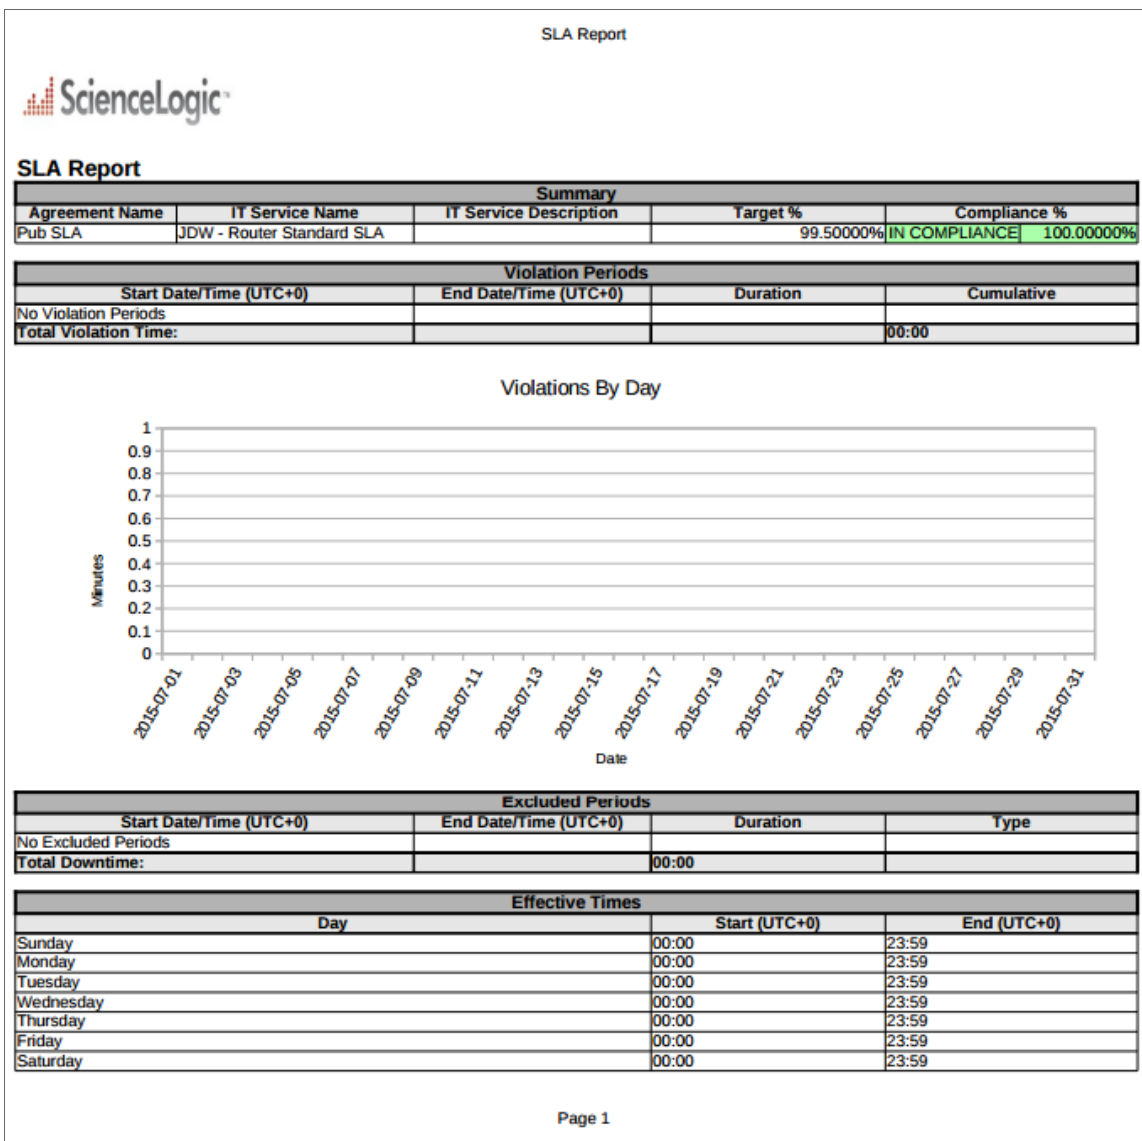 SLA Report
ScienceLogic™
SLA Report
Summary
Agreement Name IT Service Name IT Service Description Target % Compliance %
Pub SLA JDW - Router Standard SLA 99.50000% IN COMPLIANCE 100.00000%
Violation Periods
Start Date/Time (UTC+0) End Date/Time (UTC+0) Duration Cumulative
No Violation Periods
Total Violation Time: 00:00
Violations By Day
1
0.9
0.8
0.7
0.6
0.5
0.4
0.3
0.2
0.1
0
Minutes
2015-07-01 2015-07-03 2015-07-05 2015-07-07 2015-07-09 2015-07-11 2015-07-13 2015-07-15 2015-07-17 2015-07-19 2015-07-21 2015-07-23 2015-07-25 2015-07-27 2015-07-29 2015-07-31
Date
Excluded Periods
Start Date/Time (UTC+0) End Date/Time (UTC+0) Duration Type
No Excluded Periods
Total Downtime: 00:00
Effective Times
Day Start (UTC+0) End (UTC+0)
Sunday 00:00 23:59
Monday 00:00 23:59
Tuesday 00:00 23:59
Wednesday 00:00 23:59
Thursday 00:00 23:59
Friday 00:00 23:59
Saturday 00:00 23:59
Page 1